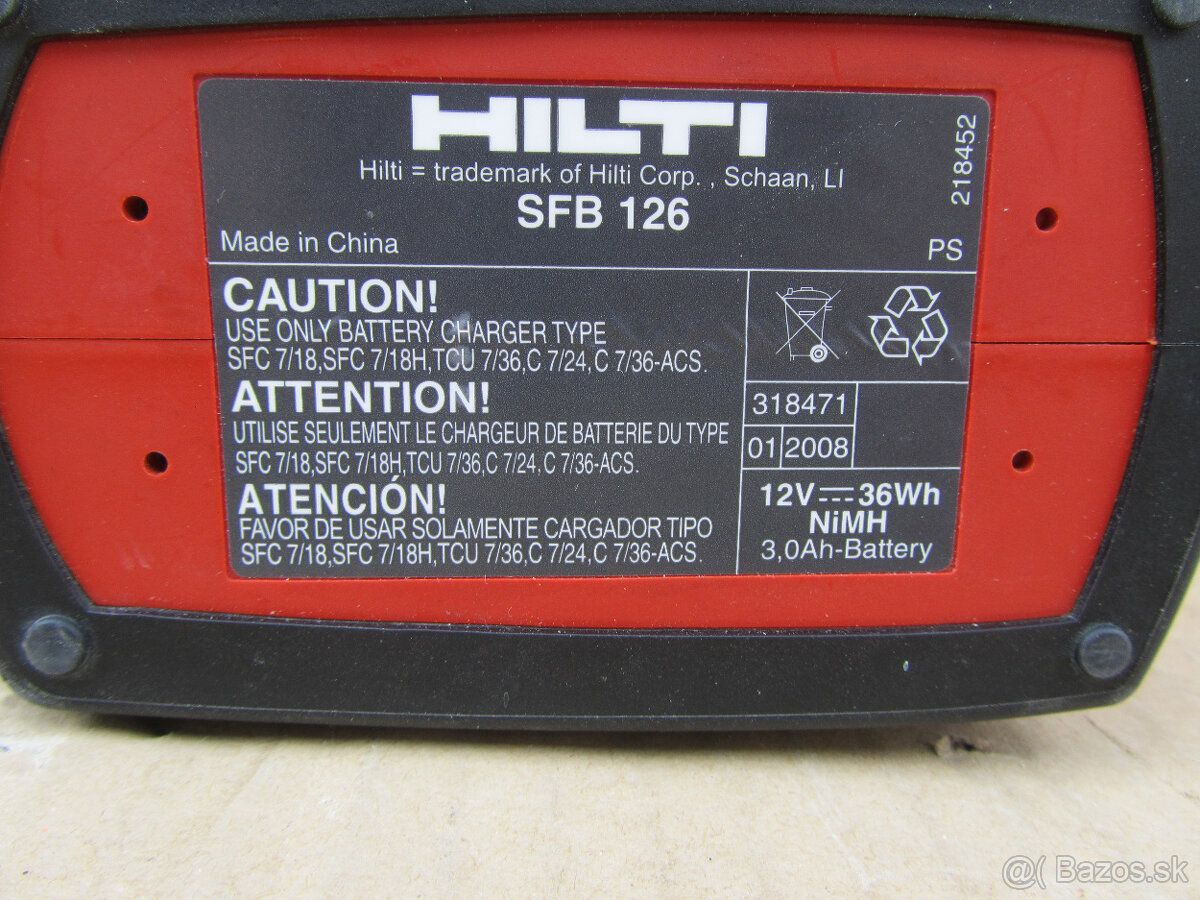 HILTI
Hilti = trademark of Hilti Corp. , Schaan, LI
218452
SFB 126
Made in China
PS
CAUTION!
USE ONLY BATTERY CHARGER TYPE
SFC 7/18,SFC 7/18H,TCU 7/36,C 7/24,C 7/36-ACS.
ATTENTION!
UTILISE SEULEMENT LE CHARGEUR DE BATTERIE DU TYPE
SFC 7/18,SFC 7/18H,TCU 7/36,C 7/24,C 7/36-ACS.
ATENCIÓN!
FAVOR DE USAR SOLAMENTE CARGADOR TIPO
SFC 7/18,SFC 7/18H,TCU 7/36,C 7/24,C 7/36-ACS.
318471
01 2008
12V 36Wh
NiMH
3,0Ah-Battery
@( Bazos.sk